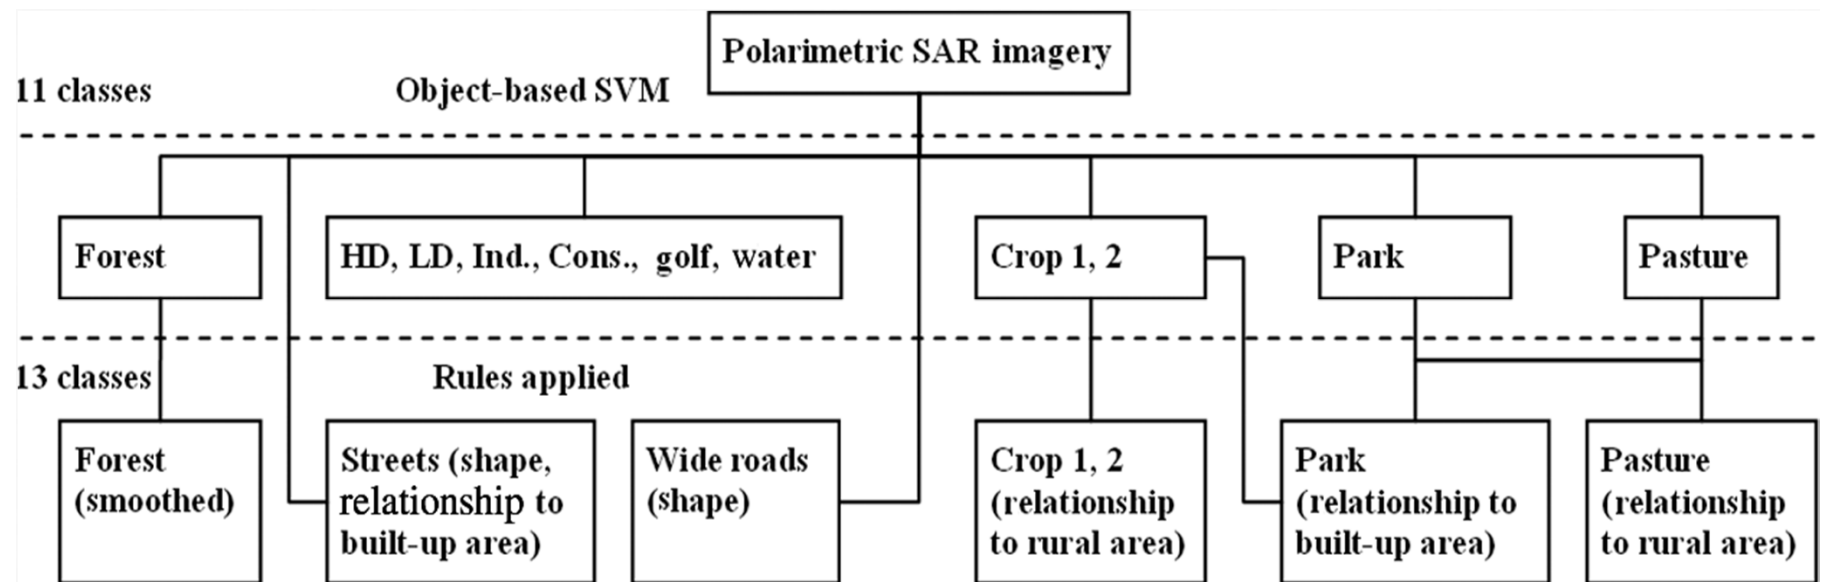 Polarimetric SAR imagery
11 classes
Object-based SVM
Forest
HD, LD, Ind., Cons., golf, water
Crop 1, 2
Park
Pasture
13 classes
Rules applied
Forest
(smoothed)
Streets (shape,
relationship to
built-up area)
Wide roads
(shape)
Crop 1, 2
(relationship
to rural area)
Park
(relationship to
built-up area)
Pasture
(relationship
to rural area)